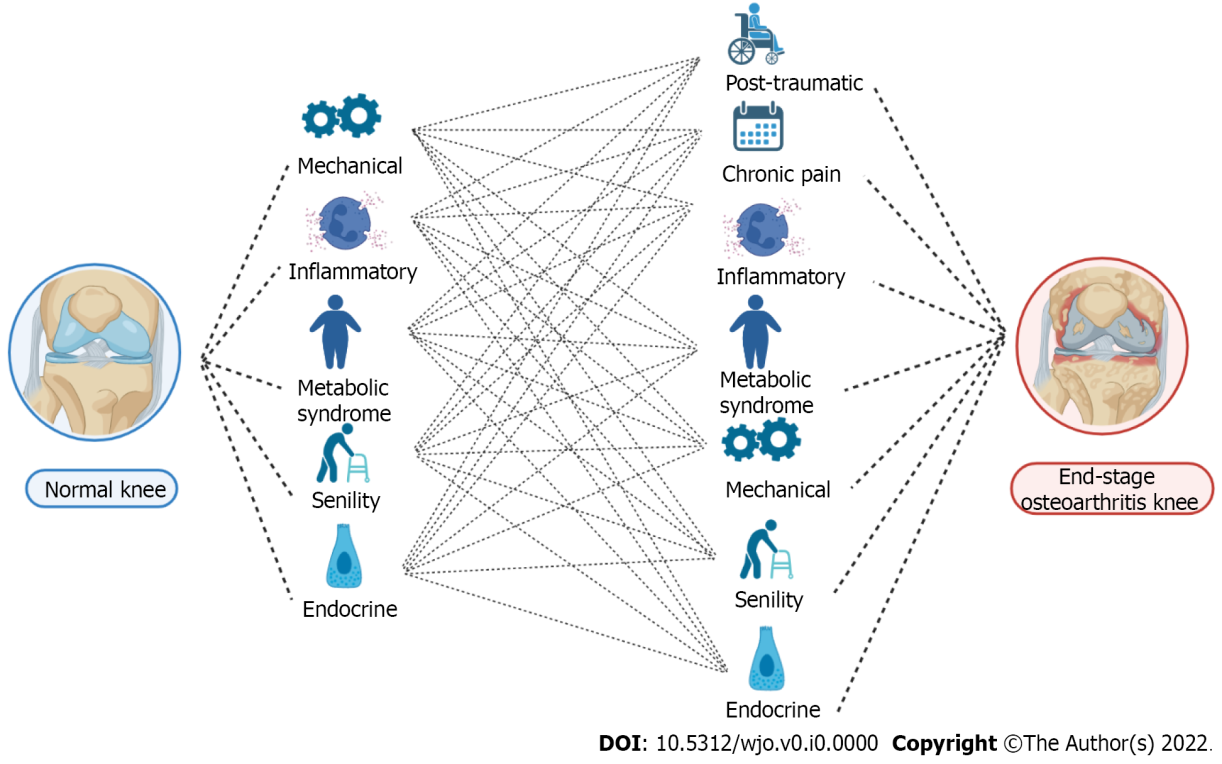 Normal knee
Mechanical
Inflammatory
Metabolic
syndrome
Senility
Endocrine
Post-traumatic
Chronic pain
Inflammatory
Metabolic
syndrome
Mechanical
Senility
Endocrine
End-stage
osteoarthritis knee
DOI: 10.5312/wjo.v0.i0.0000 Copyright ©The Author(s) 2022.